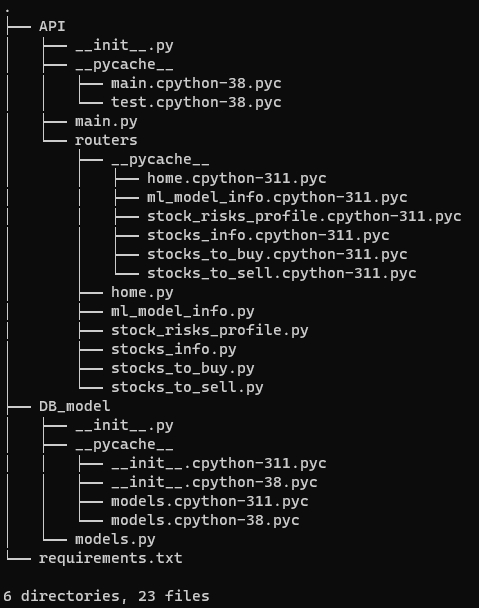 .
├── API
│   ├── __init__.py
│   ├── __pycache__
│   │   ├── main.cpython-38.pyc
│   │   └── test.cpython-38.pyc
│   ├── main.py
│   └── routers
│       ├── __pycache__
│       │   ├── home.cpython-311.pyc
│       │   ├── ml_model_info.cpython-311.pyc
│       │   ├── stock_risks_profile.cpython-311.pyc
│       │   ├── stocks_info.cpython-311.pyc
│       │   ├── stocks_to_buy.cpython-311.pyc
│       │   └── stocks_to_sell.cpython-311.pyc
│       ├── home.py
│       ├── ml_model_info.py
│       ├── stock_risks_profile.py
│       ├── stocks_info.py
│       ├── stocks_to_buy.py
│       └── stocks_to_sell.py
├── DB_model
│   ├── __init__.py
│   ├── __pycache__
│   │   ├── __init__.cpython-311.pyc
│   │   ├── __init__.cpython-38.pyc
│   │   ├── models.cpython-311.pyc
│   │   └── models.cpython-38.pyc
│   └── models.py
└── requirements.txt

6 directories, 23 files